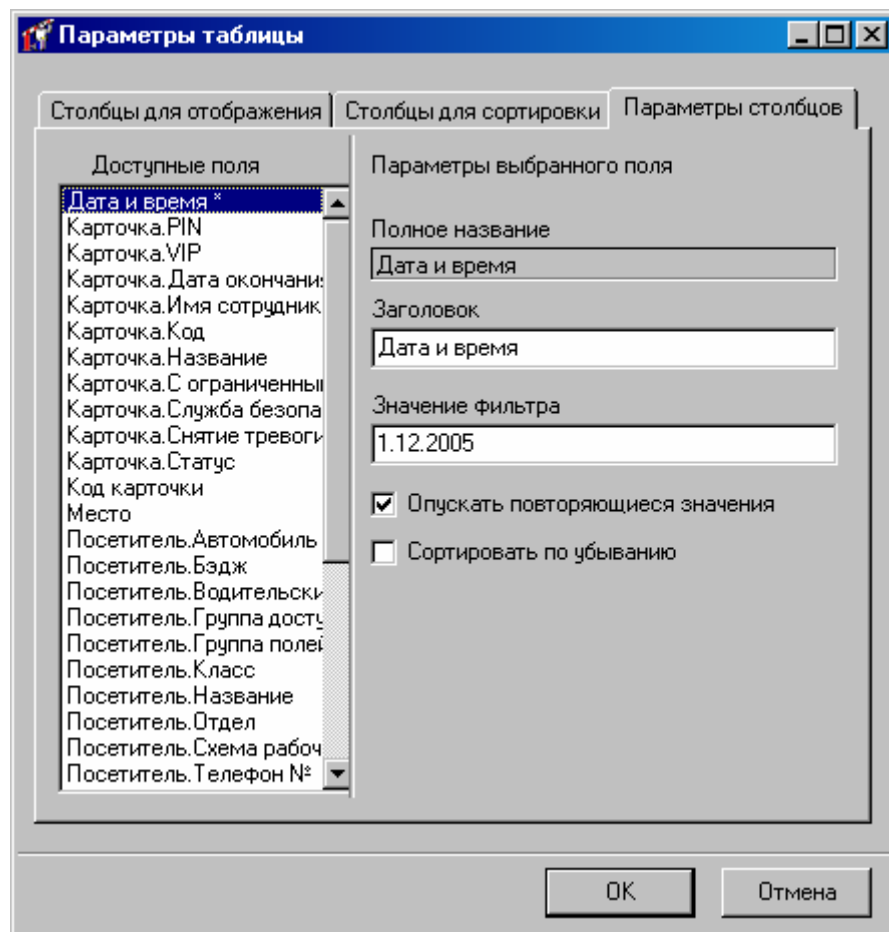 Параметры таблицы
Столбцы для отображения
Столбцы для сортировки
Параметры столбцов
Доступные поля
Дата и время *
Карточка.PIN
Карточка.VIP
Карточка.Дата окончани
Карточка.Имя сотрудник
Карточка.Код
Карточка.Название
Карточка.С ограниченны
Карточка.Служба безопа
Карточка.Снятие тревоги
Карточка.Статус
Код карточки
Место
Посетитель.Автомобиль
Посетитель.Бэдж
Посетитель.Водительски
Посетитель.Группа досту
Посетитель.Группа полей
Посетитель.Класс
Посетитель.Название
Посетитель.Отдел
Посетитель.Схема рабоч
Посетитель.Телефон №
Параметры выбранного поля
Полное название
Дата и время
Заголовок
Дата и время
Значение фильтра
1.12.2005
Опускать повторяющиеся значения
Сортировать по убыванию
OK
Отмена